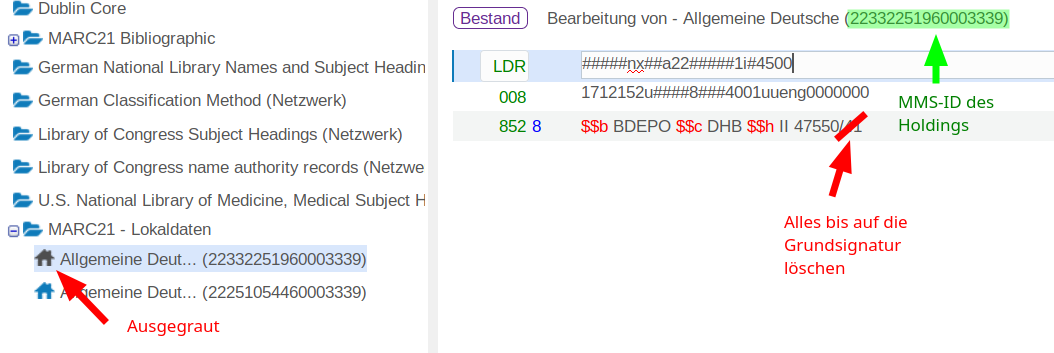 Dublin Core
MARC21 Bibliographic
German National Library Names and Subject Headin
German Classification Method (Netzwerk)
Library of Congress Subject Headings (Netzwerk)
Library of Congress name authority records (Netzwe
U.S. National Library of Medicine, Medical Subject H
MARC21 - Lokaldaten
Allgemeine Deut... (22332251960003339)
Allgemeine Deut... (22251054460003339)
Ausgegraut
Bestand Bearbeitung von - Allgemeine Deutsche (22332251960003339)
LDR #####nx##a22#####1i#4500
008 1712152u####8###4001uueng0000000
852 8 $$b BDEPO $$c DHB $$h II 47550/41
MMS-ID des
Holdings
Alles bis auf die
Grundsignatur
löschen